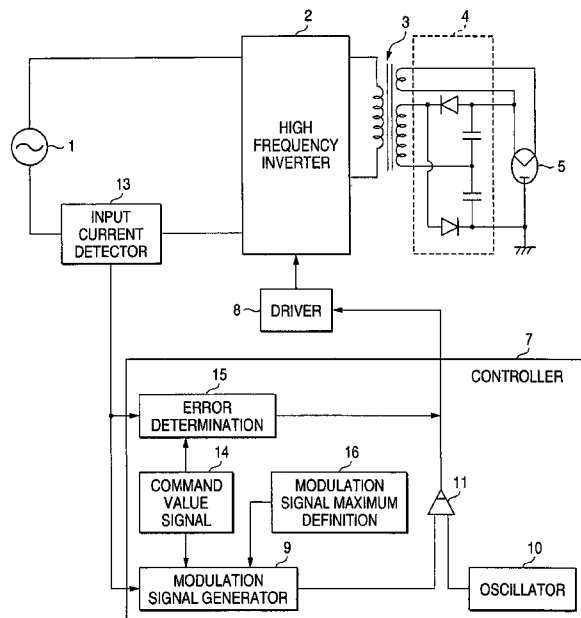 2
3
4
HIGH
FREQUENCY
INVERTER
1
5
13
INPUT
CURRENT
DETECTOR
8
DRIVER
7
CONTROLLER
15
ERROR
DETERMINATION
14
COMMAND
VALUE
SIGNAL
16
MODULATION
SIGNAL MAXIMUM
DEFINITION
11
9
MODULATION
SIGNAL GENERATOR
10
OSCILLATOR